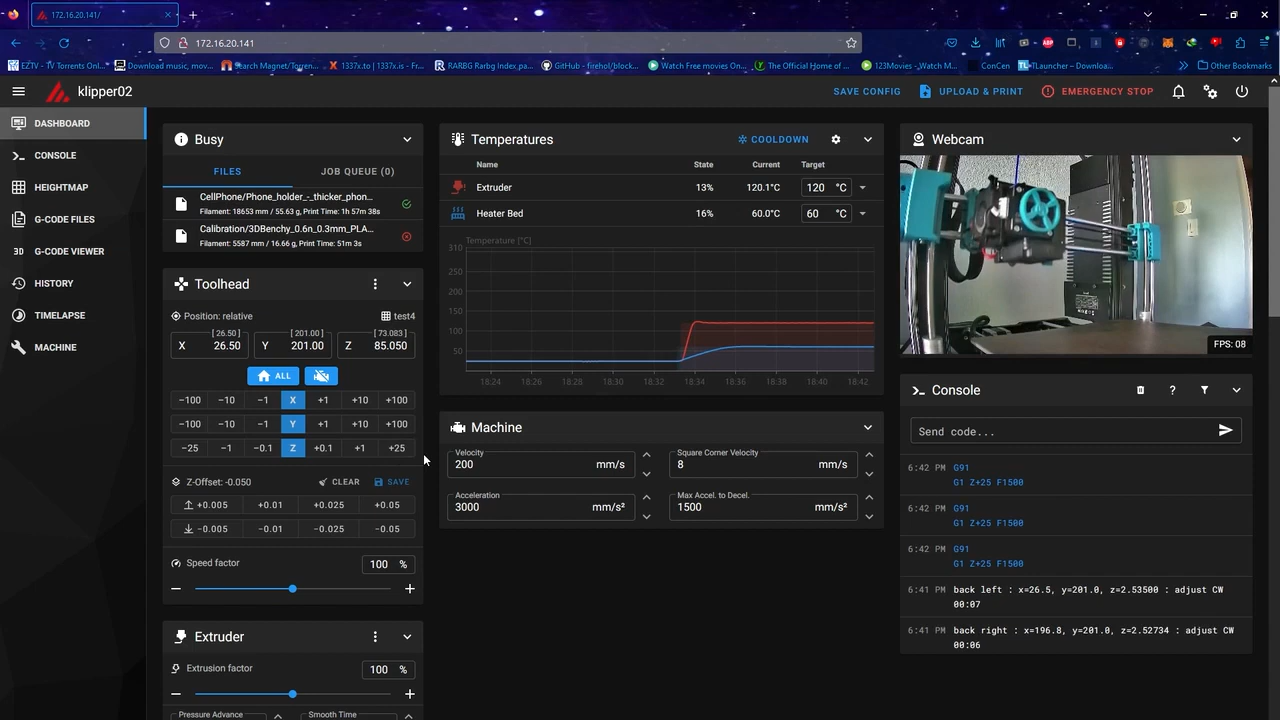 172.16.20.141/
172.16.20.141
EZTV - TV Torrents Onl...
Download music, mov...
Search Magnet/Torren...
1337x.to | 1337x.is - Fr...
RARBG Rarbg Index.pa...
GitHub - firehol/block...
Watch Free movies On...
The Official Home of ...
123Movies - Watch M...
ConCen
TLauncher – Downloa...
Other Bookmarks
klipper02
SAVE CONFIG
UPLOAD & PRINT
EMERGENCY STOP
DASHBOARD
CONSOLE
HEIGHTMAP
G-CODE FILES
3D G-CODE VIEWER
HISTORY
TIMELAPSE
MACHINE
Busy
FILES JOB QUEUE (0)
CellPhone/Phone_holder_-_thicker_phon...
Filament: 18653 mm / 55.63 g, Print Time: 1h 57m 38s
Calibration/3DBenchy_0.6n_0.3mm_PLA...
Filament: 5587 mm / 16.66 g, Print Time: 51m 3s
Toolhead
Position: relative test4
[ 26.50 ] [ 201.00 ] [ 73.083 ]
X 26.50 Y 201.00 Z 85.050
ALL
−100 −10 −1 X +1 +10 +100
−100 −10 −1 Y +1 +10 +100
−25 −1 −0.1 Z +0.1 +1 +25
Z-Offset: -0.050 CLEAR SAVE
+0.005 +0.01 +0.025 +0.05
−0.005 −0.01 −0.025 −0.05
Speed factor 100 %
Extruder
Extrusion factor 100 %
Pressure Advance Smooth Time
Temperatures COOLDOWN
Name State Current Target
Extruder 13% 120.1°C 120 °C
Heater Bed 16% 60.0°C 60 °C
Temperature [°C]
310
250
200
150
100
50
18:24 18:26 18:28 18:30 18:32 18:34 18:36 18:38 18:40 18:42
Machine
Velocity Square Corner Velocity
200 mm/s 8 mm/s
Acceleration Max Accel. to Decel.
3000 mm/s² 1500 mm/s²
Webcam
FPS: 08
Console
Send code...
6:42 PM G91
G1 Z+25 F1500
6:42 PM G91
G1 Z+25 F1500
6:42 PM G91
G1 Z+25 F1500
6:41 PM back left : x=26.5, y=201.0, z=2.53500 : adjust CW
00:07
6:41 PM back right : x=196.8, y=201.0, z=2.52734 : adjust CW
00:06